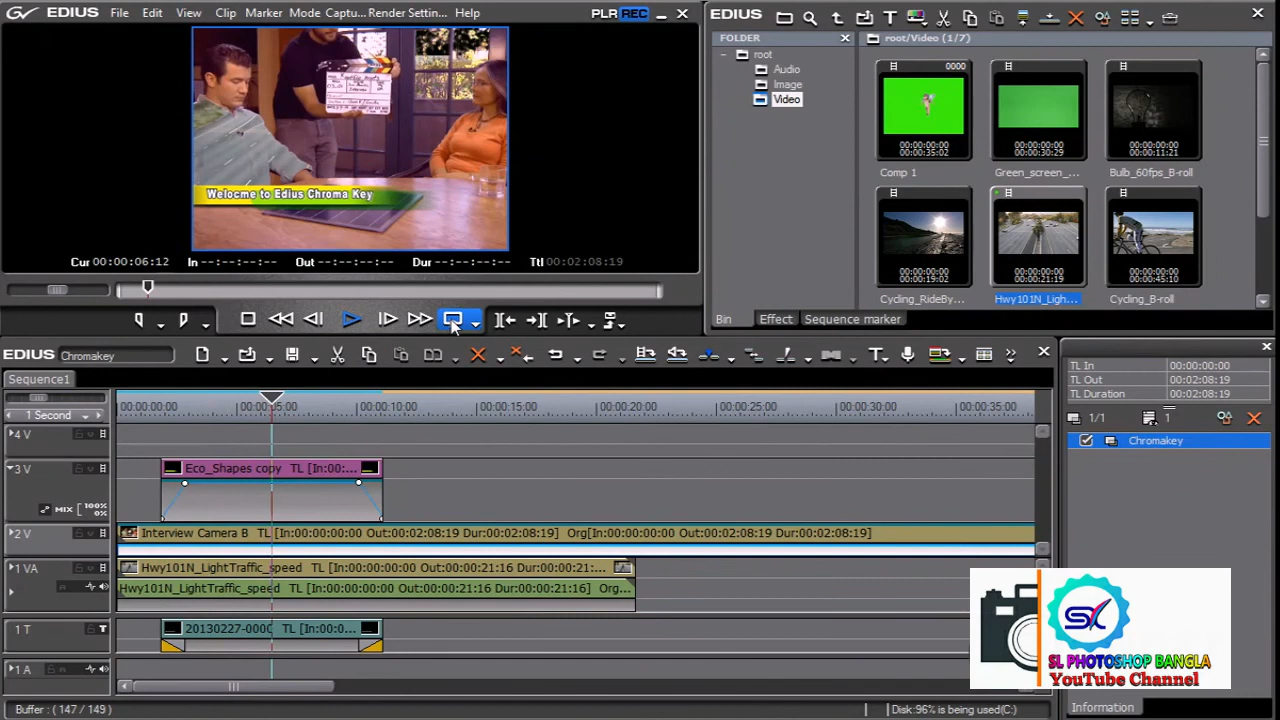 EDIUS File Edit View Clip Marker Mode Captu... Render Settin... Help PLR REC
Welcome to Edius Chroma Key
Cur 00:00:06:12 In --:--:--:-- Out --:--:--:-- Dur --:--:--:-- Ttl 00:02:08:19
EDIUS
FOLDER
root
Audio
Image
Video
root/Video (1/7)
0000
00:00:00:00
00:00:35:02
Comp 1
00:00:00:00
00:00:30:29
Green_screen_...
00:00:00:00
00:00:11:21
Bulb_60fps_B-roll
00:00:00:00
00:00:19:02
Cycling_RideBy...
00:00:00:00
00:00:21:19
Hwy101N_Ligh...
00:00:00:00
00:00:45:10
Cycling_B-roll
Bin Effect Sequence marker
EDIUS Chromakey
Sequence1
1 Second
00:00:00:00 00:00:05:00 00:00:10:00 00:00:15:00 00:00:20:00 00:00:25:00 00:00:30:00 00:00:35:00
4 V
3 V Eco_Shapes copy TL [In:00:...
MIX 100% 0%
2 V Interview Camera B TL [In:00:00:00:00 Out:00:02:08:19 Dur:00:02:08:19] Org[In:00:00:00:00 Out:00:02:08:19 Dur:00:02:08:19]
1 VA Hwy101N_LightTraffic_speed TL [In:00:00:00:00 Out:00:00:21:16 Dur:00:00:21:...
Hwy101N_LightTraffic_speed TL [In:00:00:00:00 Out:00:00:21:16 Dur:00:00:21:16] Org...
1 T T 20130227-0000 TL [In:00:0...
1 A
TL In 00:00:00:00
TL Out 00:02:08:19
TL Duration 00:02:08:19
1/1 1
Chromakey
SL
SL PHOTOSHOP BANGLA
YouTube Channel
Information
Buffer : (147 / 149)
Disk:96% is being used(C:)